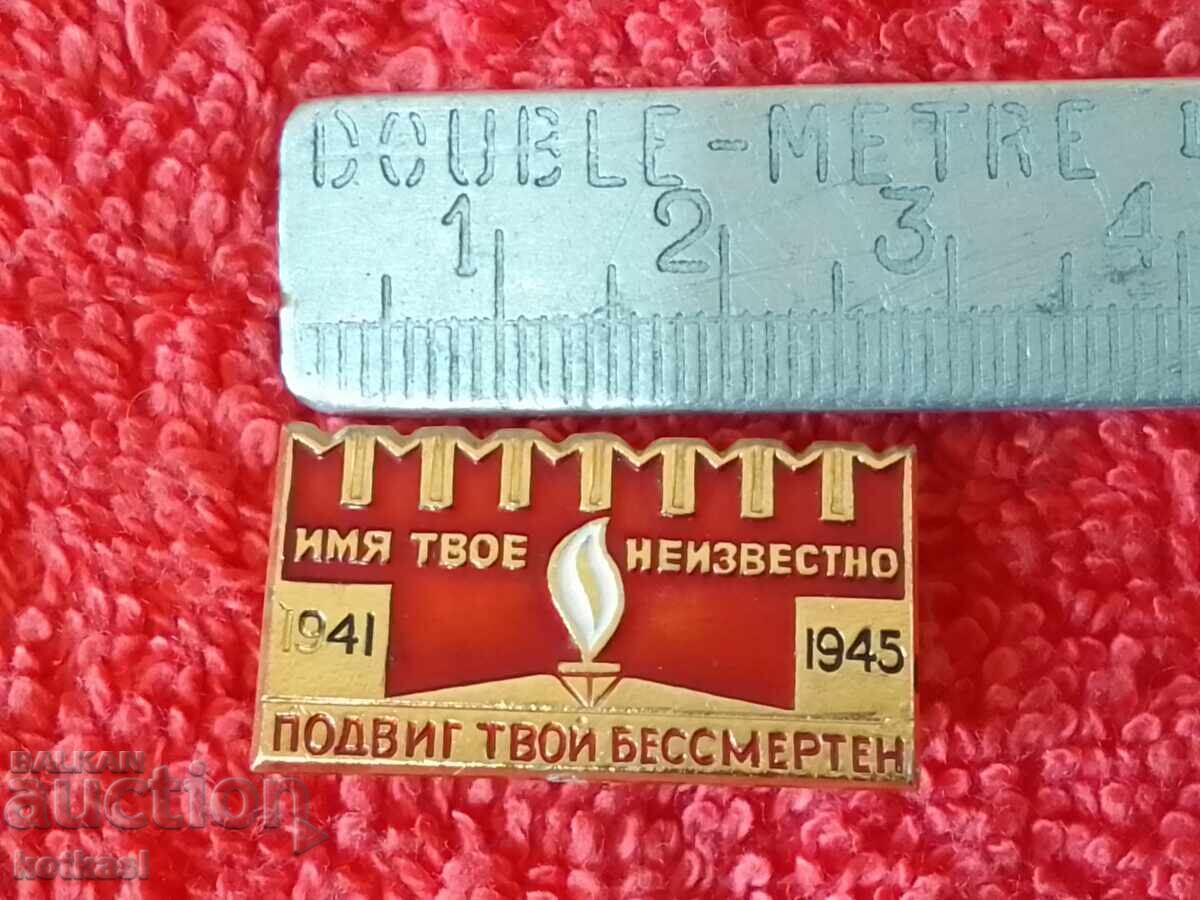 DOUBLE-METRE
1 2 3 4
ИМЯ ТВОЕ НЕИЗВЕСТНО
1941 1945
ПОДВИГ ТВОЙ БЕССМЕРТЕН
BALKAN
auction
kotkasl